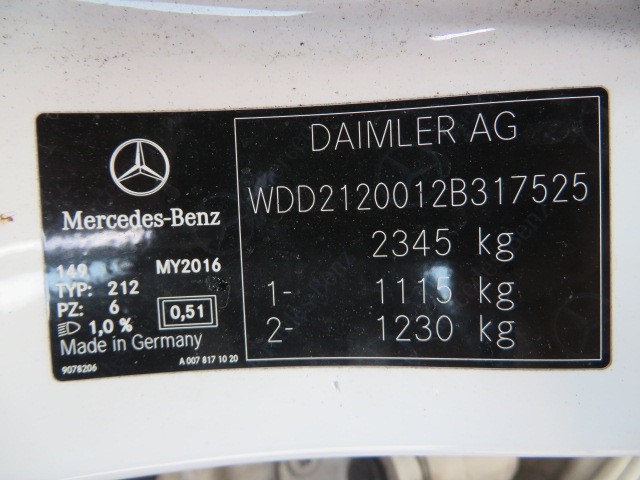 Mercedes-Benz
149 MY2016
TYP: 212
PZ: 6
1,0 %
0,51
Made in Germany
9078206
A 007 817 10 20
DAIMLER AG
WDD2120012B317525
2345 kg
1- 1115 kg
2- 1230 kg